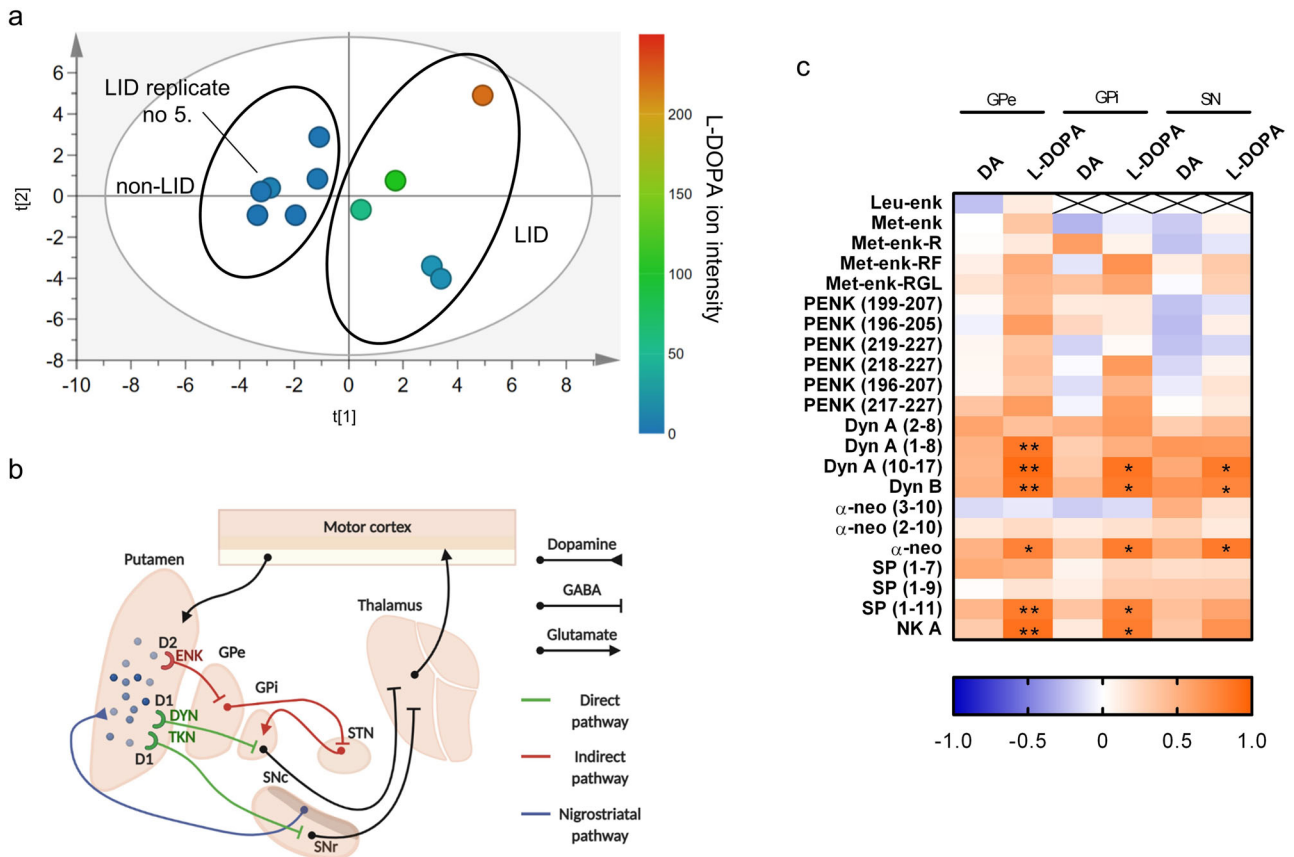 a
LID replicate
no 5.
non-LID
LID
6
4
2
0
-2
-4
-6
-8
-10
-8
-6
-4
-2
0
2
4
6
8
t[2]
t[1]
200
150
100
50
0
L-DOPA ion intensity
b
Motor cortex
Putamen
Thalamus
D2
ENK
GPe
GPi
D1
DYN
TKN
D1
STN
SNc
SNr
Dopamine
GABA
Glutamate
Direct
pathway
Indirect
pathway
Nigrostriatal
pathway
c
GPe
GPi
SN
DA
L-DOPA
DA
L-DOPA
DA
L-DOPA
Leu-enk
Met-enk
Met-enk-R
Met-enk-RF
Met-enk-RGL
PENK (199-207)
PENK (196-205)
PENK (219-227)
PENK (218-227)
PENK (196-207)
PENK (217-227)
Dyn A (2-8)
Dyn A (1-8) **
Dyn A (10-17) ** * *
Dyn B ** * *
α-neo (3-10)
α-neo (2-10)
α-neo * * *
SP (1-7)
SP (1-9)
SP (1-11) ** *
NK A ** *
-1.0 -0.5 0 0.5 1.0